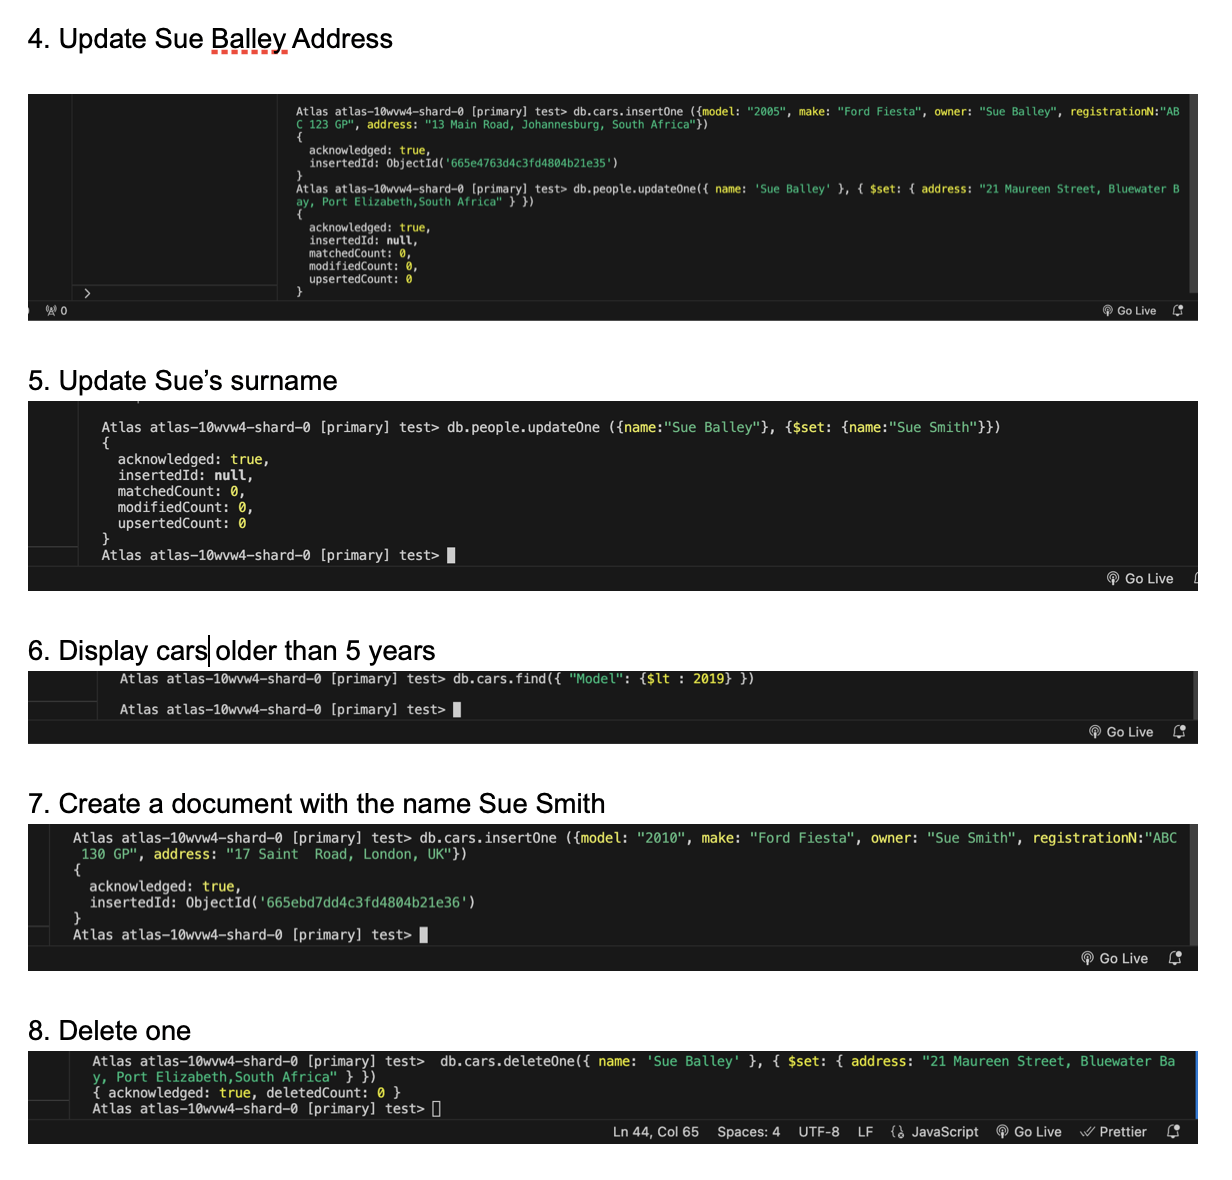 4. Update Sue Balley Address
Atlas atlas-10wvw4-shard-0 [primary] test> db.cars.insertOne ({model: "2005", make: "Ford Fiesta", owner: "Sue Balley", registrationN:"AB
C 123 GP", address: "13 Main Road, Johannesburg, South Africa"})
{
acknowledged: true,
insertedId: ObjectId('665e4763d4c3fd4804b21e35')
}
Atlas atlas-10wvw4-shard-0 [primary] test> db.people.updateOne({ name: 'Sue Balley' }, { $set: { address: "21 Maureen Street, Bluewater B
ay, Port Elizabeth,South Africa" } })
{
acknowledged: true,
insertedId: null,
matchedCount: 0,
modifiedCount: 0,
upsertedCount: 0
}
0
Go Live
5. Update Sue’s surname
Atlas atlas-10wvw4-shard-0 [primary] test> db.people.updateOne ({name:"Sue Balley"}, {$set: {name:"Sue Smith"}})
{
acknowledged: true,
insertedId: null,
matchedCount: 0,
modifiedCount: 0,
upsertedCount: 0
}
Atlas atlas-10wvw4-shard-0 [primary] test>
Go Live
6. Display cars older than 5 years
Atlas atlas-10wvw4-shard-0 [primary] test> db.cars.find({ "Model": {$lt : 2019} })
Atlas atlas-10wvw4-shard-0 [primary] test>
Go Live
7. Create a document with the name Sue Smith
Atlas atlas-10wvw4-shard-0 [primary] test> db.cars.insertOne ({model: "2010", make: "Ford Fiesta", owner: "Sue Smith", registrationN:"ABC
130 GP", address: "17 Saint  Road, London, UK"})
{
acknowledged: true,
insertedId: ObjectId('665ebd7dd4c3fd4804b21e36')
}
Atlas atlas-10wvw4-shard-0 [primary] test>
Go Live
8. Delete one
Atlas atlas-10wvw4-shard-0 [primary] test>  db.cars.deleteOne({ name: 'Sue Balley' }, { $set: { address: "21 Maureen Street, Bluewater Ba
y, Port Elizabeth,South Africa" } })
{ acknowledged: true, deletedCount: 0 }
Atlas atlas-10wvw4-shard-0 [primary] test>
Ln 44, Col 65 Spaces: 4 UTF-8 LF JavaScript Go Live Prettier